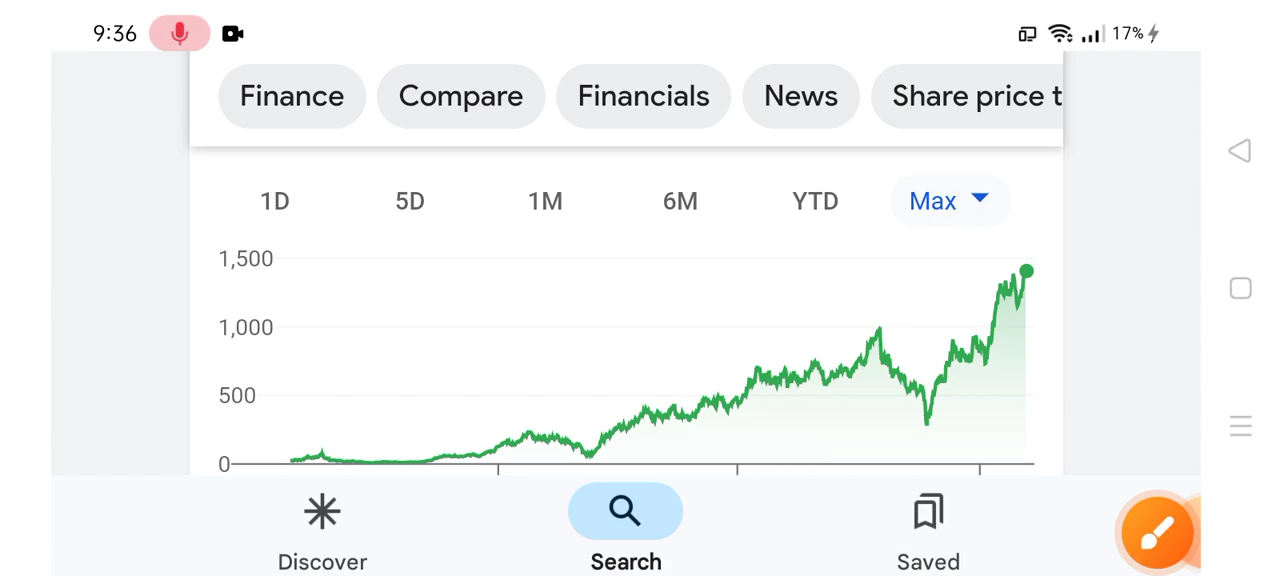 9:36 17%
Finance Compare Financials News Share price t
1D 5D 1M 6M YTD Max
1,500
1,000
500
0
Discover Search Saved